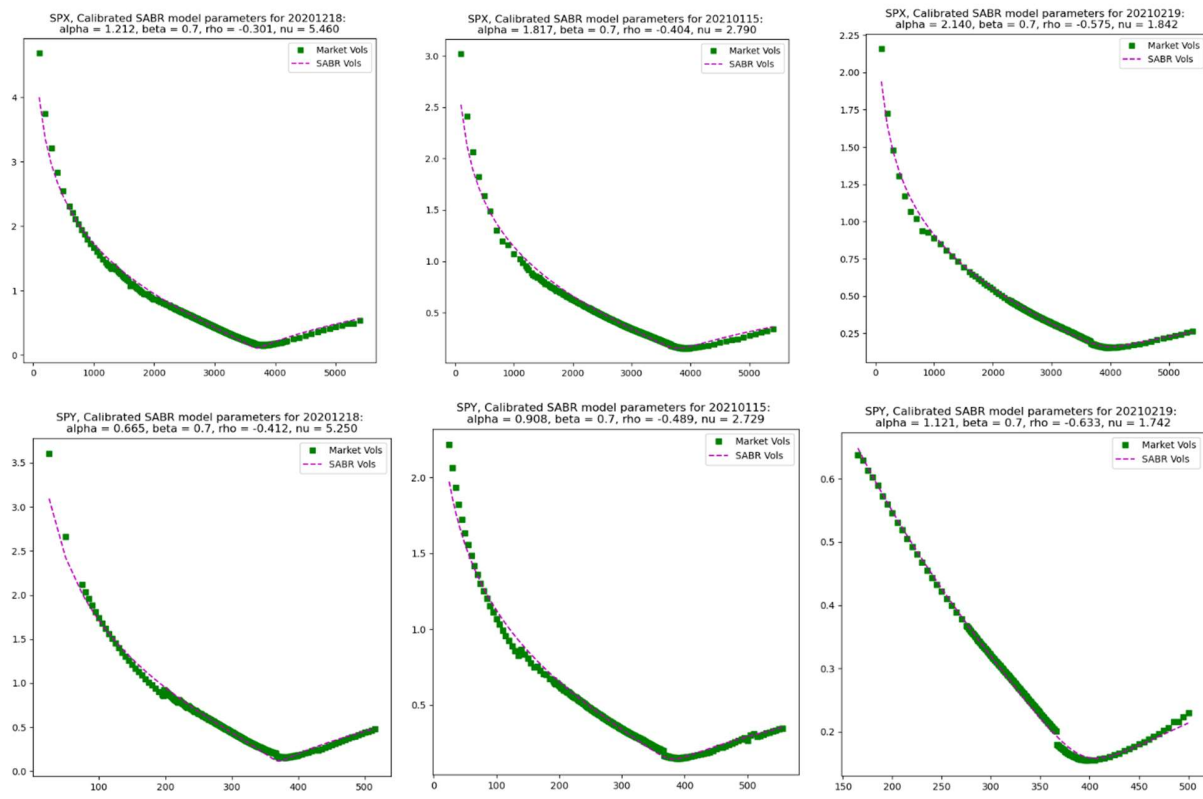 SPX, Calibrated SABR model parameters for 20201218:
alpha = 1.212, beta = 0.7, rho = -0.301, nu = 5.460
Market Vols
SABR Vols
4
3
2
1
0
0 1000 2000 3000 4000 5000
SPX, Calibrated SABR model parameters for 20210115:
alpha = 1.817, beta = 0.7, rho = -0.404, nu = 2.790
Market Vols
SABR Vols
3.0
2.5
2.0
1.5
1.0
0.5
0 1000 2000 3000 4000 5000
SPX, Calibrated SABR model parameters for 20210219:
alpha = 2.140, beta = 0.7, rho = -0.575, nu = 1.842
Market Vols
SABR Vols
2.25
2.00
1.75
1.50
1.25
1.00
0.75
0.50
0.25
0 1000 2000 3000 4000 5000
SPY, Calibrated SABR model parameters for 20201218:
alpha = 0.665, beta = 0.7, rho = -0.412, nu = 5.250
Market Vols
SABR Vols
3.5
3.0
2.5
2.0
1.5
1.0
0.5
0.0
100 200 300 400 500
SPY, Calibrated SABR model parameters for 20210115:
alpha = 0.908, beta = 0.7, rho = -0.489, nu = 2.729
Market Vols
SABR Vols
2.0
1.5
1.0
0.5
0 100 200 300 400 500
SPY, Calibrated SABR model parameters for 20210219:
alpha = 1.121, beta = 0.7, rho = -0.633, nu = 1.742
Market Vols
SABR Vols
0.6
0.5
0.4
0.3
0.2
150 200 250 300 350 400 450 500